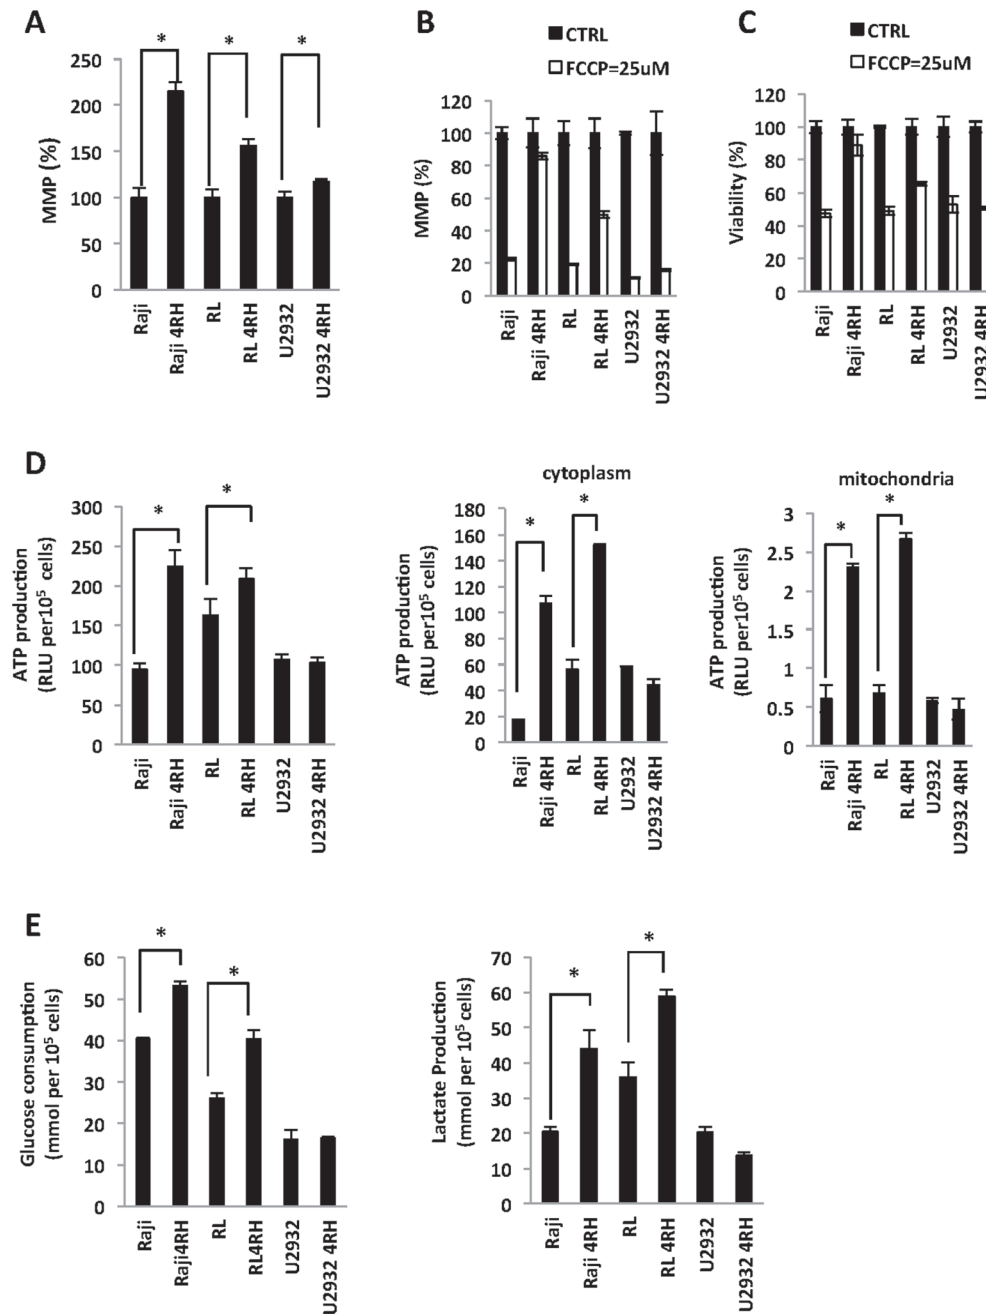 A
*
*
*
MMP (%)
250
200
150
100
50
0
Raji
Raji 4RH
RL
RL 4RH
U2932
U2932 4RH
B
CTRL
FCCP=25uM
MMP (%)
120
100
80
60
40
20
0
Raji
Raji 4RH
RL
RL 4RH
U2932
U2932 4RH
C
CTRL
FCCP=25uM
Viability (%)
120
100
80
60
40
20
0
Raji
Raji 4RH
RL
RL 4RH
U2932
U2932 4RH
D
*
*
ATP production
(RLU per10⁵ cells)
300
250
200
150
100
50
0
Raji
Raji 4RH
RL
RL 4RH
U2932
U2932 4RH
cytoplasm
*
*
ATP production
(RLU per10⁵ cells)
180
160
140
120
100
80
60
40
20
0
Raji
Raji 4RH
RL
RL 4RH
U2932
U2932 4RH
mitochondria
*
*
ATP production
(RLU per10⁵ cells)
3
2.5
2
1.5
1
0.5
0
Raji
Raji 4RH
RL
RL 4RH
U2932
U2932 4RH
E
*
*
Glucose consumption
(mmol per 10⁵ cells)
60
50
40
30
20
10
0
Raji
Raji4RH
RL
RL4RH
U2932
U2932 4RH
*
*
Lactate Production
(mmol per 10⁵ cells)
70
60
50
40
30
20
10
0
Raji
Raji 4RH
RL
RL 4RH
U2932
U2932 4RH